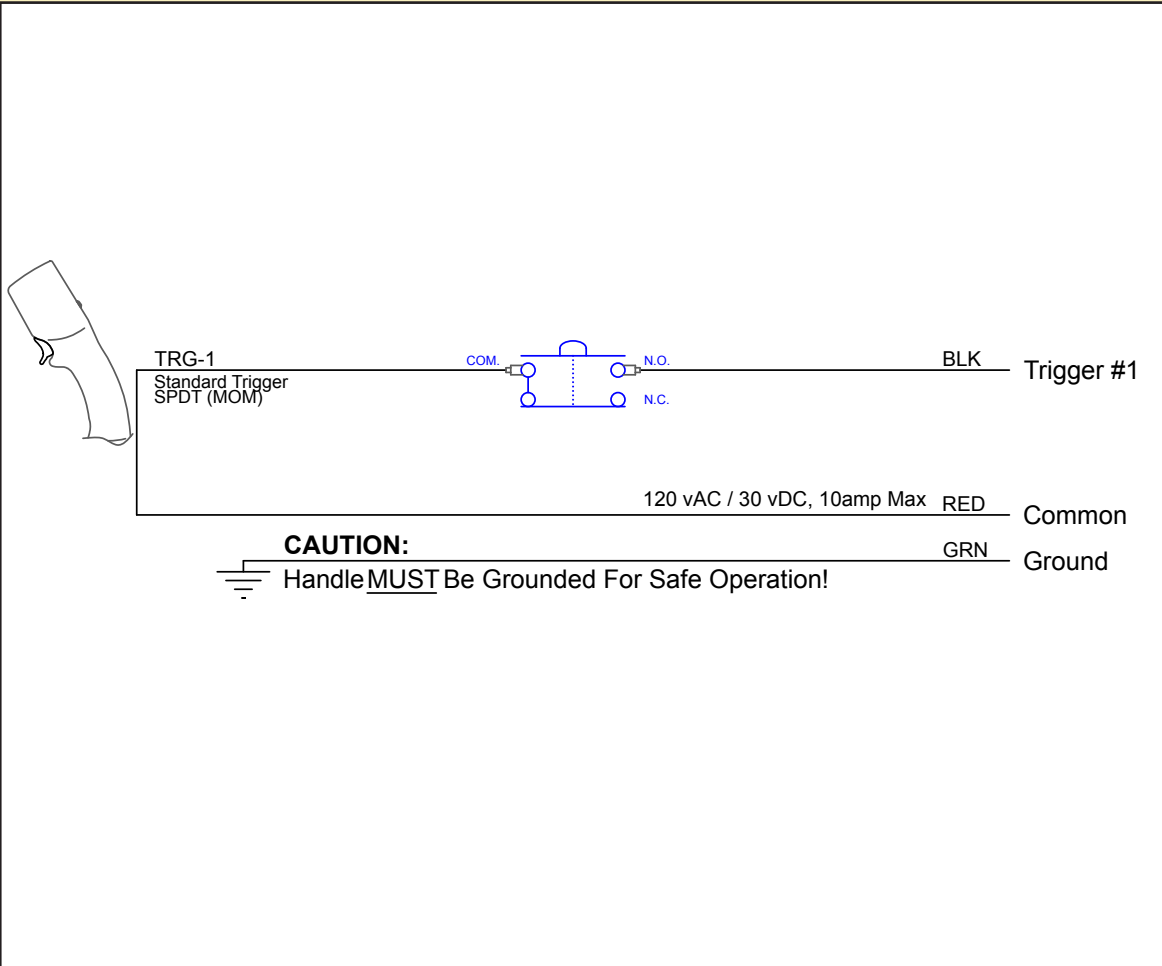 TRG-1
Standard Trigger
SPDT (MOM)
COM.
N.O.
N.C.
BLK
Trigger #1
120 vAC / 30 vDC, 10amp Max
RED
Common
CAUTION:
GRN
Ground
Handle MUST Be Grounded For Safe Operation!